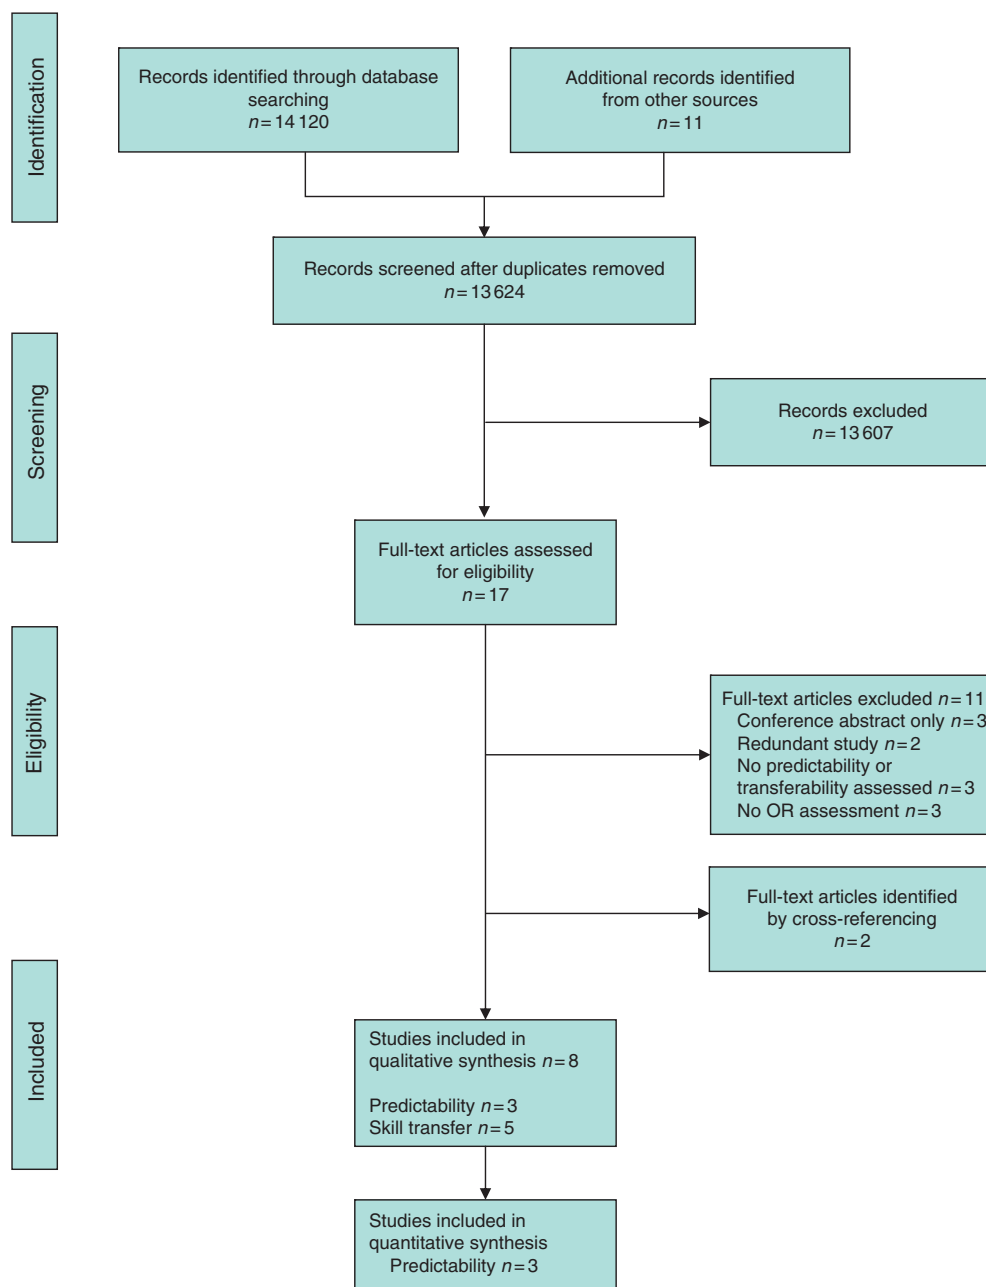 Identification
Records identified through database
searching
n=14 120
Additional records identified
from other sources
n=11
Records screened after duplicates removed
n=13 624
Screening
Records excluded
n=13 607
Full-text articles assessed
for eligibility
n=17
Eligibility
Full-text articles excluded n=11
Conference abstract only n=3
Redundant study n=2
No predictability or
transferability assessed n=3
No OR assessment n=3
Full-text articles identified
by cross-referencing
n=2
Included
Studies included in
qualitative synthesis n=8
Predictability n=3
Skill transfer n=5
Studies included in
quantitative synthesis
Predictability n=3